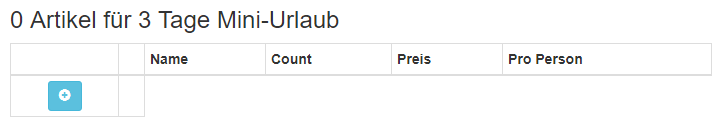 0 Artikel für 3 Tage Mini-Urlaub
Name Count Preis Pro Person